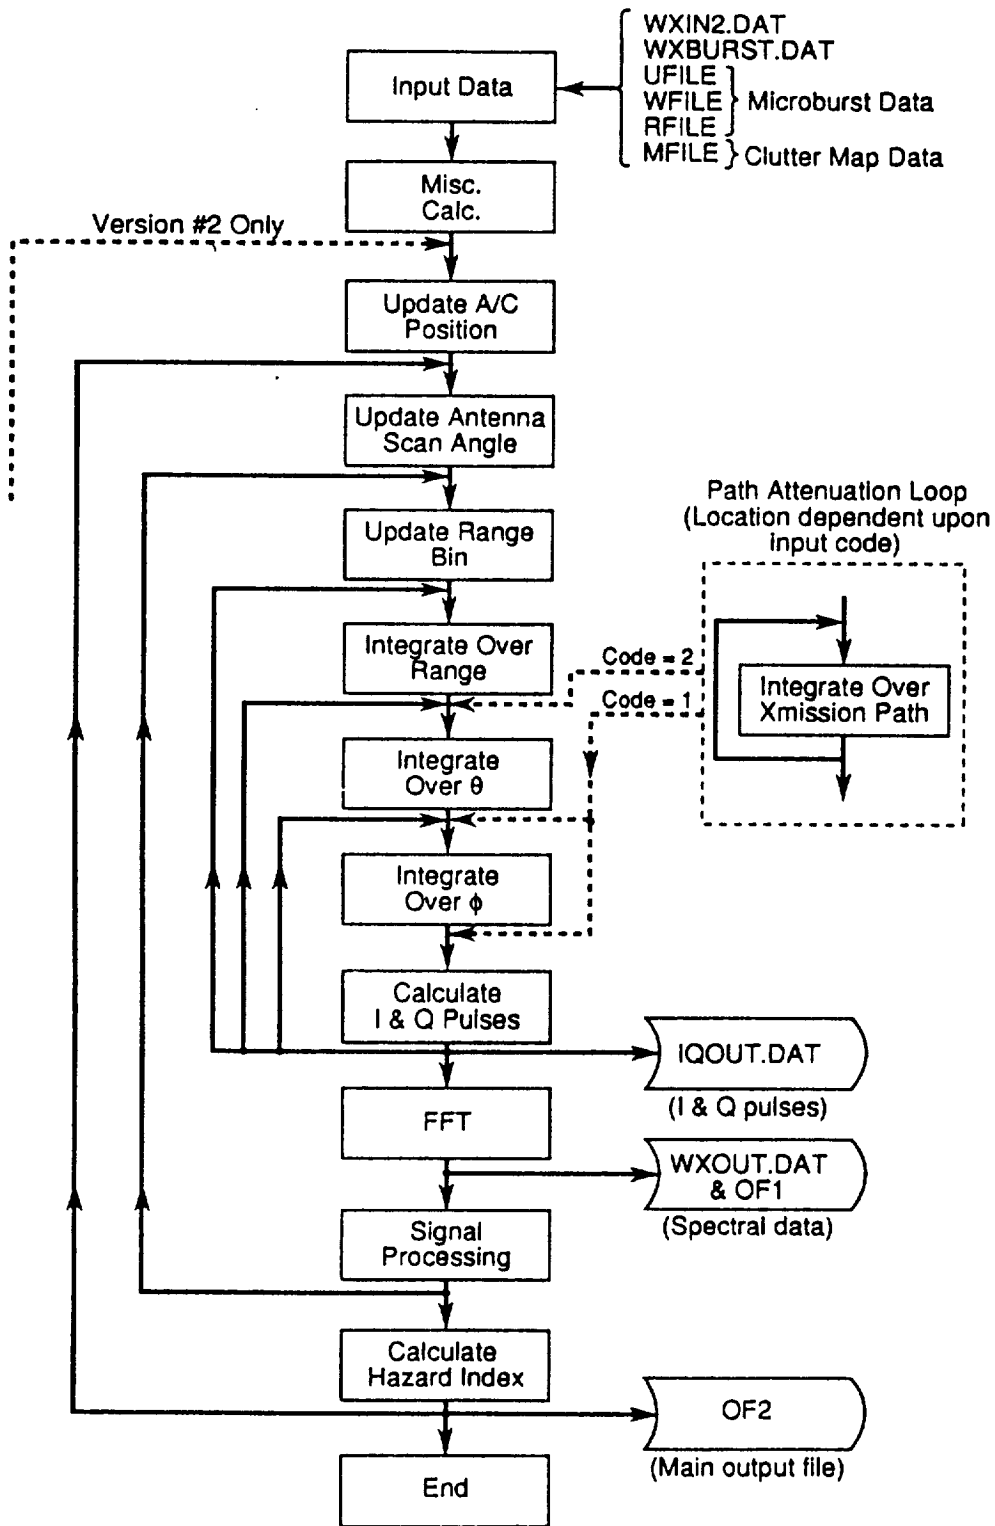 WXIN2.DAT
WXBURST.DAT
UFILE
WFILE
RFILE
Microburst Data
MFILE
Clutter Map Data
Input Data
Misc.
Calc.
Version #2 Only
Update A/C
Position
Update Antenna
Scan Angle
Path Attenuation Loop
(Location dependent upon
input code)
Update Range
Bin
Integrate Over
Range
Code = 2
Code = 1
Integrate Over
Xmission Path
Integrate
Over θ
Integrate
Over ϕ
Calculate
I & Q Pulses
IQOUT.DAT
(I & Q pulses)
FFT
WXOUT.DAT
& OF1
(Spectral data)
Signal
Processing
Calculate
Hazard Index
OF2
(Main output file)
End